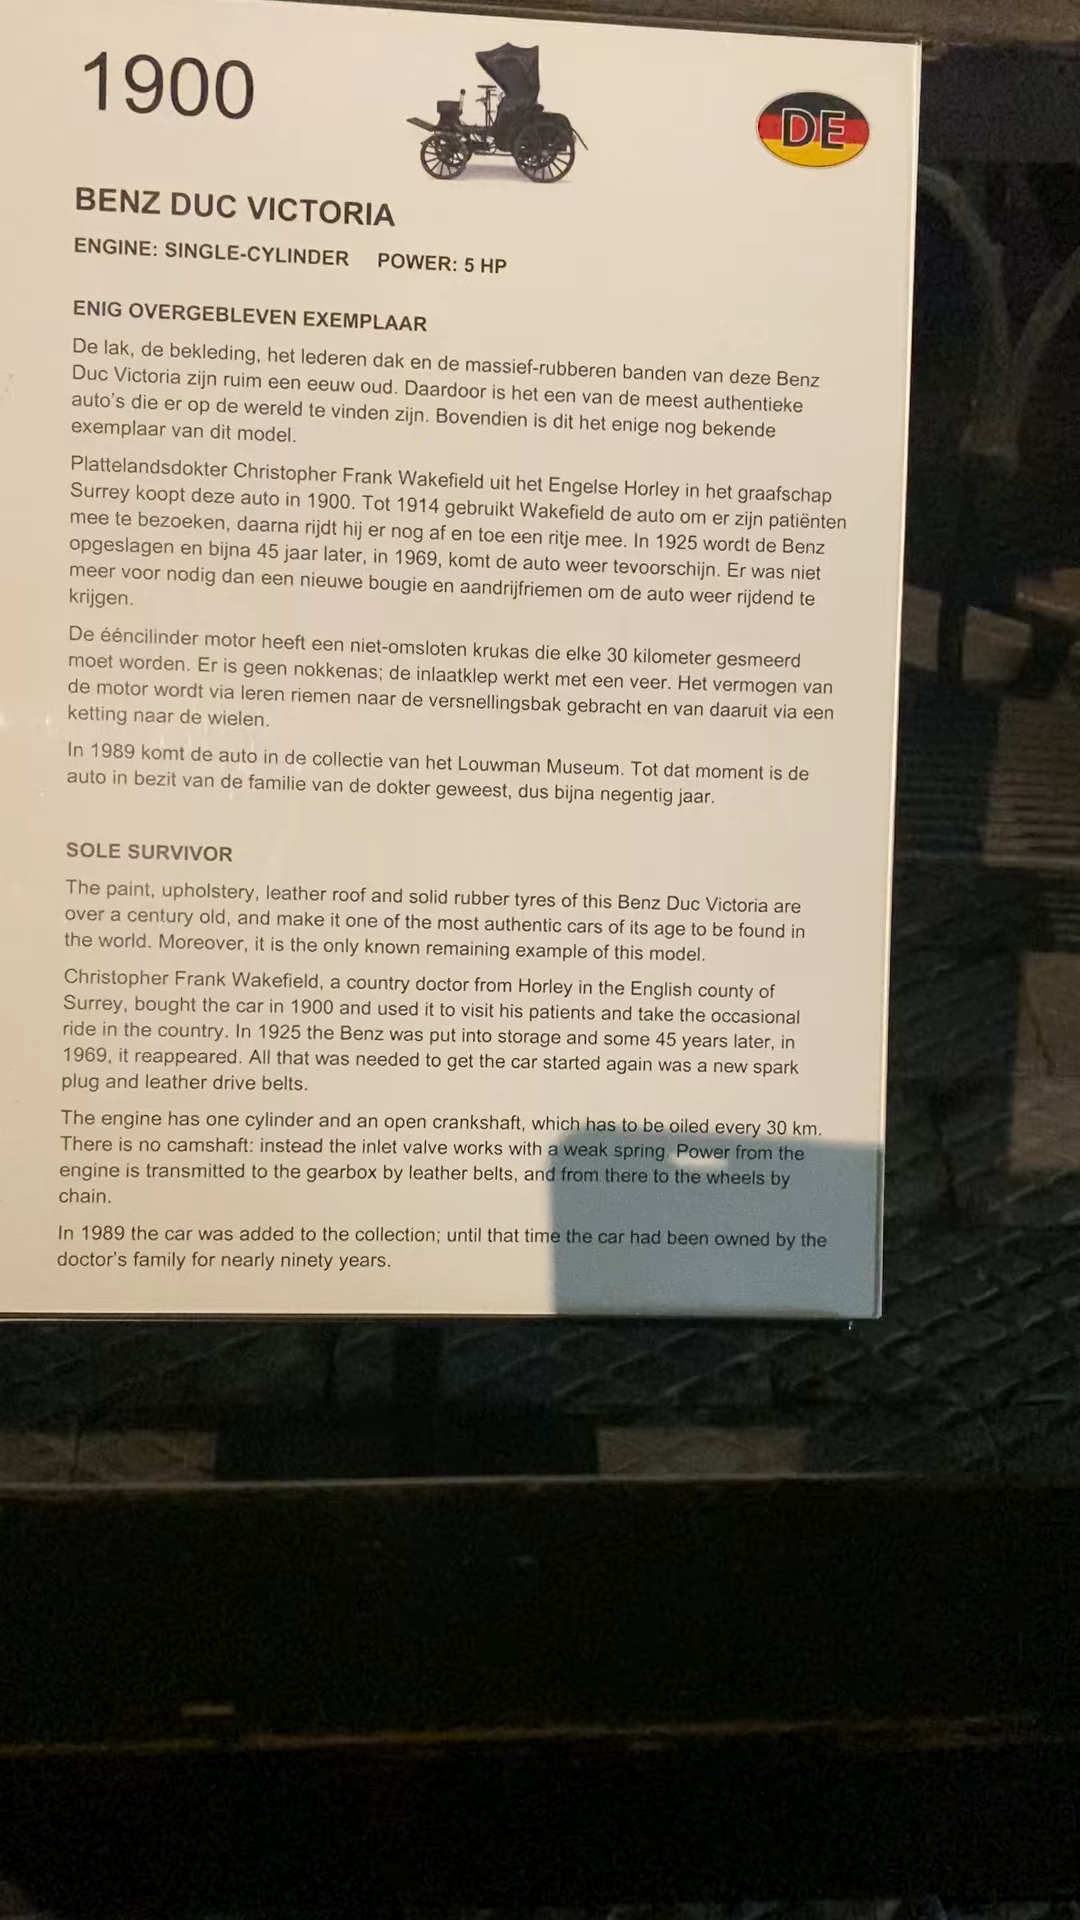 1900
DE
BENZ DUC VICTORIA
ENGINE: SINGLE-CYLINDER POWER: 5 HP
ENIG OVERGEBLEVEN EXEMPLAAR
De lak, de bekleding, het lederen dak en de massief-rubberen banden van deze Benz
Duc Victoria zijn ruim een eeuw oud. Daardoor is het een van de meest authentieke
auto's die er op de wereld te vinden zijn. Bovendien is dit het enige nog bekende
exemplaar van dit model.
Plattelandsdokter Christopher Frank Wakefield uit het Engelse Horley in het graafschap
Surrey koopt deze auto in 1900. Tot 1914 gebruikt Wakefield de auto om er zijn patiënten
mee te bezoeken, daarna rijdt hij er nog af en toe een ritje mee. In 1925 wordt de Benz
opgeslagen en bijna 45 jaar later, in 1969, komt de auto weer tevoorschijn. Er was niet
meer voor nodig dan een nieuwe bougie en aandrijfriemen om de auto weer rijdend te
krijgen.
De ééncilinder motor heeft een niet-omsloten krukas die elke 30 kilometer gesmeerd
moet worden. Er is geen nokkenas; de inlaatklep werkt met een veer. Het vermogen van
de motor wordt via leren riemen naar de versnellingsbak gebracht en van daaruit via een
ketting naar de wielen.
In 1989 komt de auto in de collectie van het Louwman Museum. Tot dat moment is de
auto in bezit van de familie van de dokter geweest, dus bijna negentig jaar.
SOLE SURVIVOR
The paint, upholstery, leather roof and solid rubber tyres of this Benz Duc Victoria are
over a century old, and make it one of the most authentic cars of its age to be found in
the world. Moreover, it is the only known remaining example of this model.
Christopher Frank Wakefield, a country doctor from Horley in the English county of
Surrey, bought the car in 1900 and used it to visit his patients and take the occasional
ride in the country. In 1925 the Benz was put into storage and some 45 years later, in
1969, it reappeared. All that was needed to get the car started again was a new spark
plug and leather drive belts.
The engine has one cylinder and an open crankshaft, which has to be oiled every 30 km.
There is no camshaft: instead the inlet valve works with a weak spring. Power from the
engine is transmitted to the gearbox by leather belts, and from there to the wheels by
chain.
In 1989 the car was added to the collection; until that time the car had been owned by the
doctor's family for nearly ninety years.